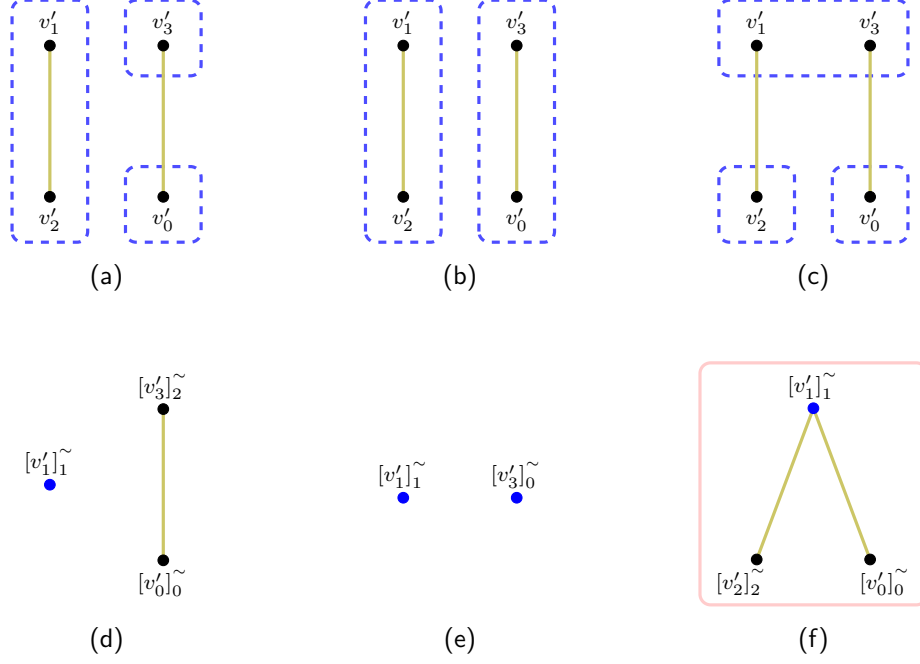 v′₁ v′₃ v′₁ v′₃ v′₁ v′₃
v′₂ v′₀ v′₂ v′₀ v′₂ v′₀
(a) (b) (c)
[v′₃]₂~ [v′₁]₁~
[v′₁]₁~ [v′₁]₁~ [v′₃]₀~
[v′₀]₀~ [v′₂]₂~ [v′₀]₀~
(d) (e) (f)